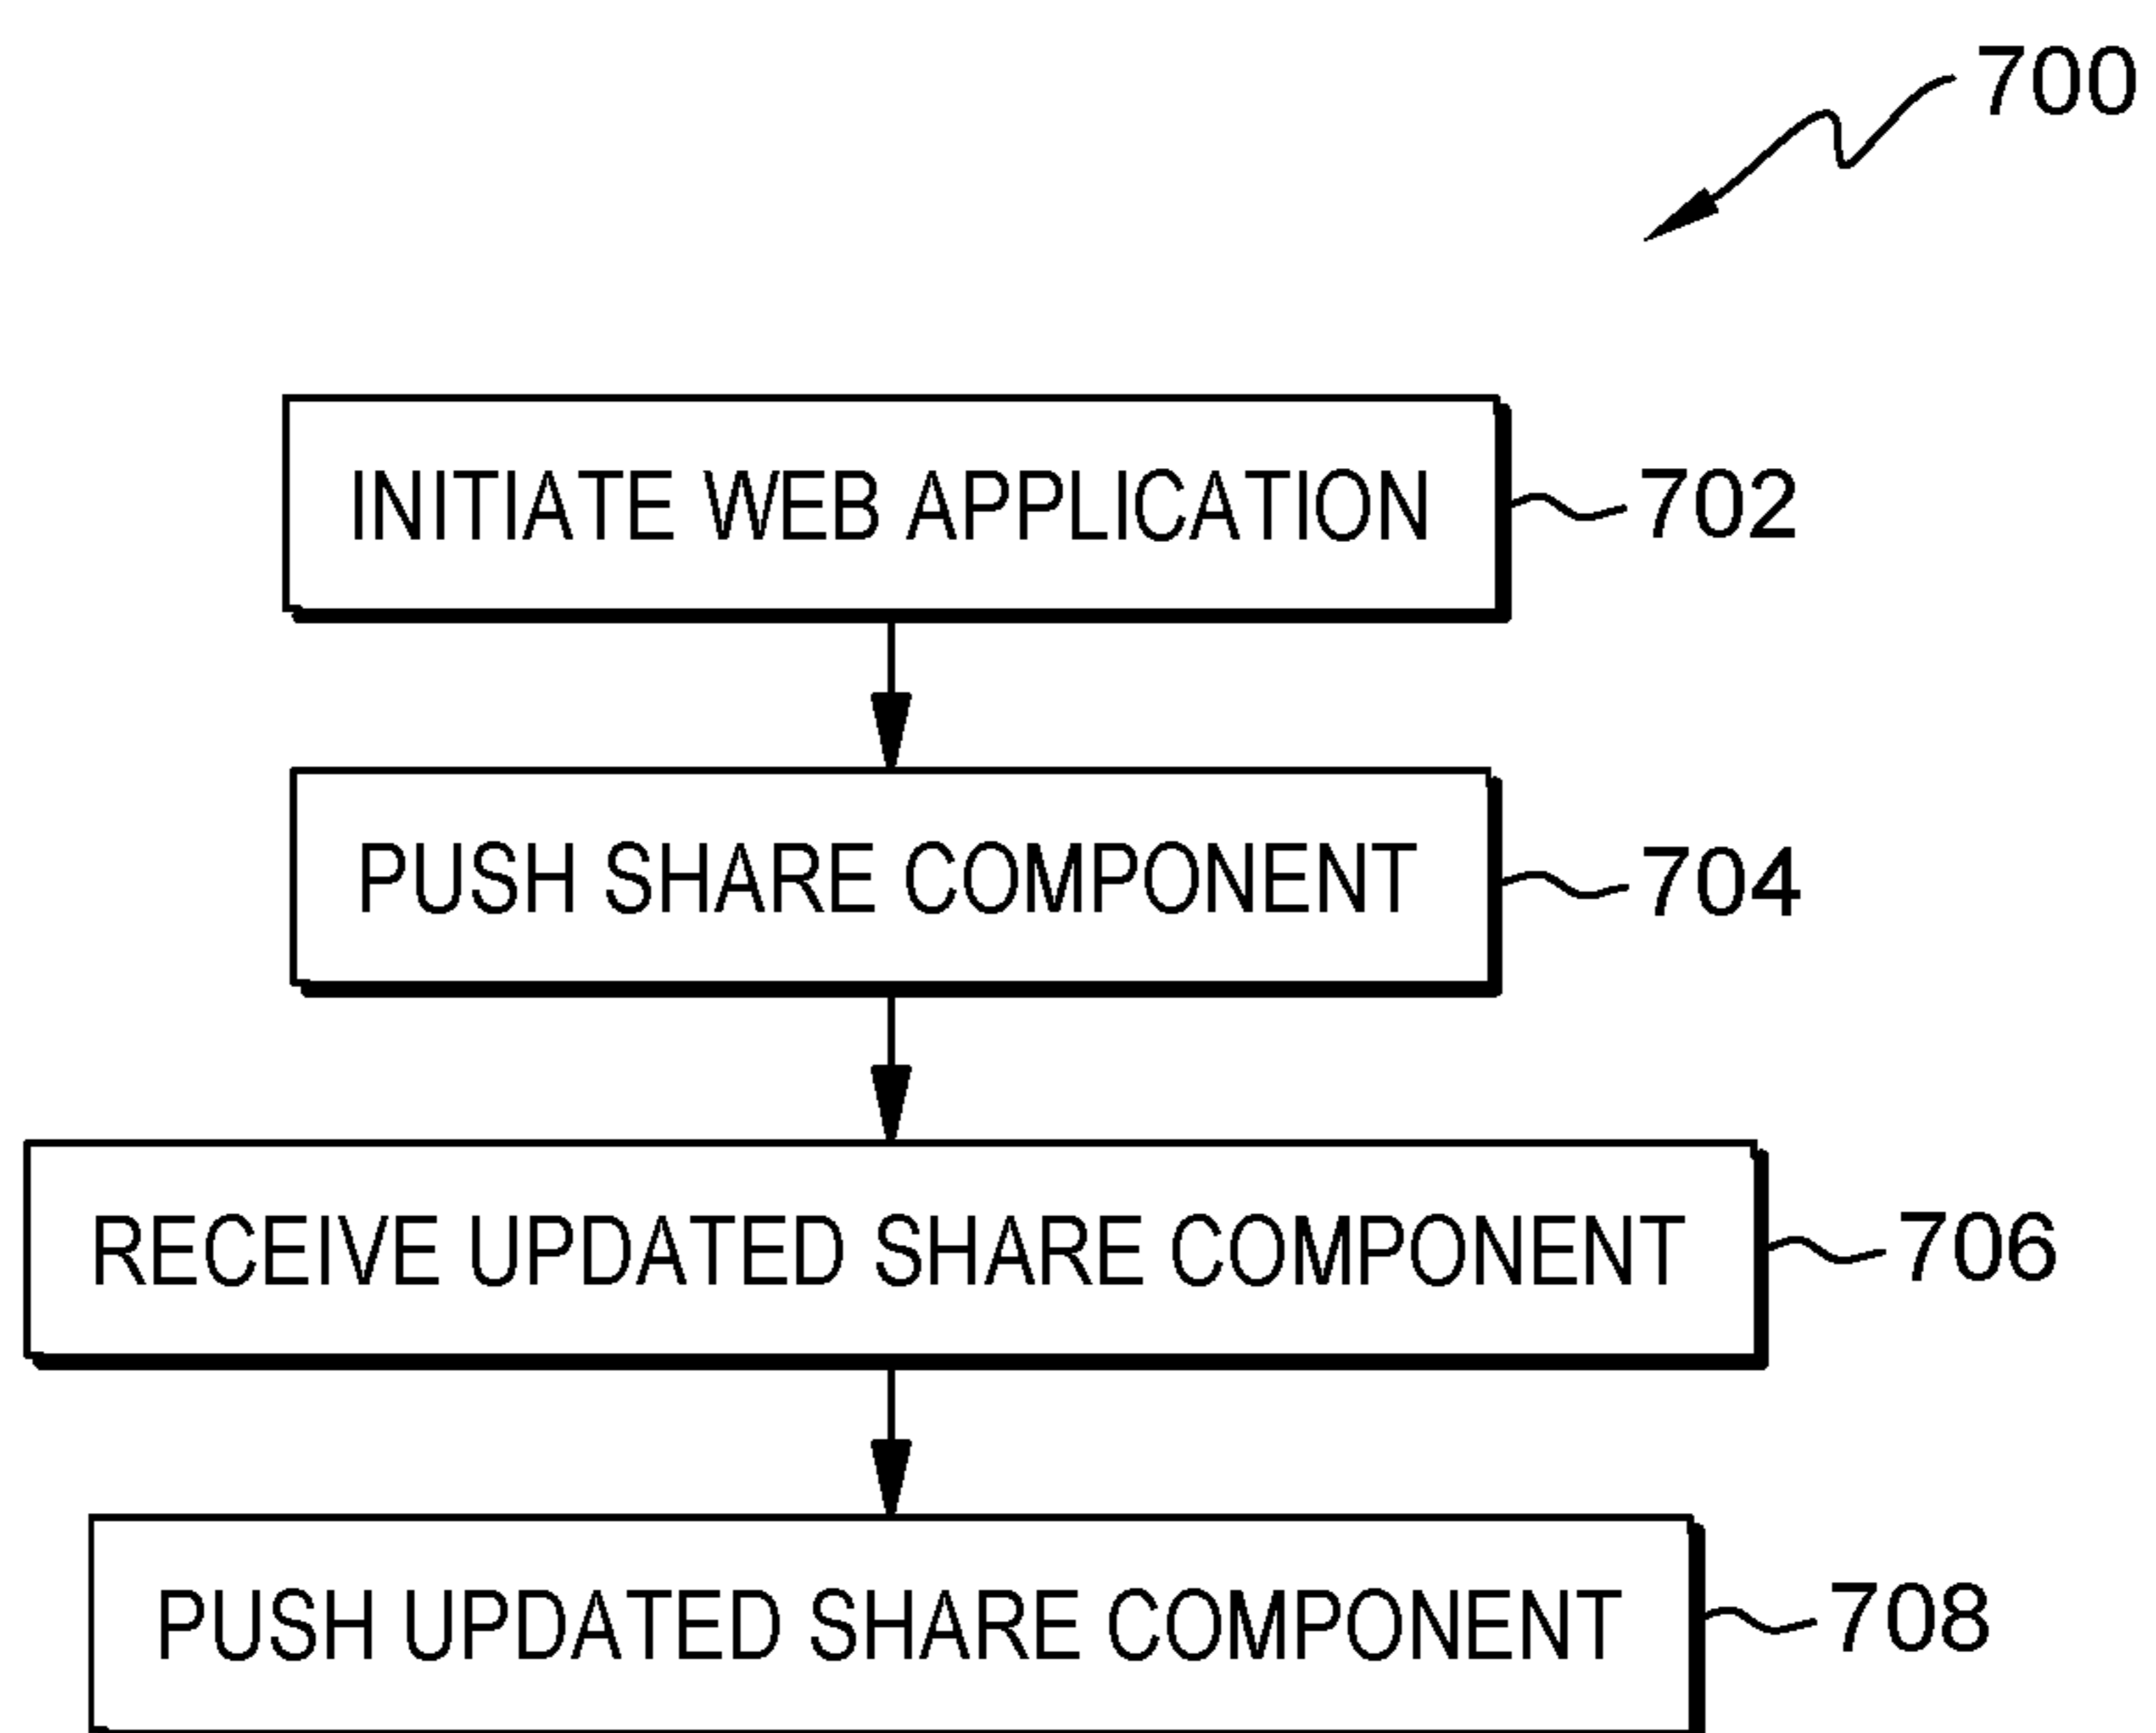 700
INITIATE WEB APPLICATION 702
PUSH SHARE COMPONENT 704
RECEIVE UPDATED SHARE COMPONENT 706
PUSH UPDATED SHARE COMPONENT 708